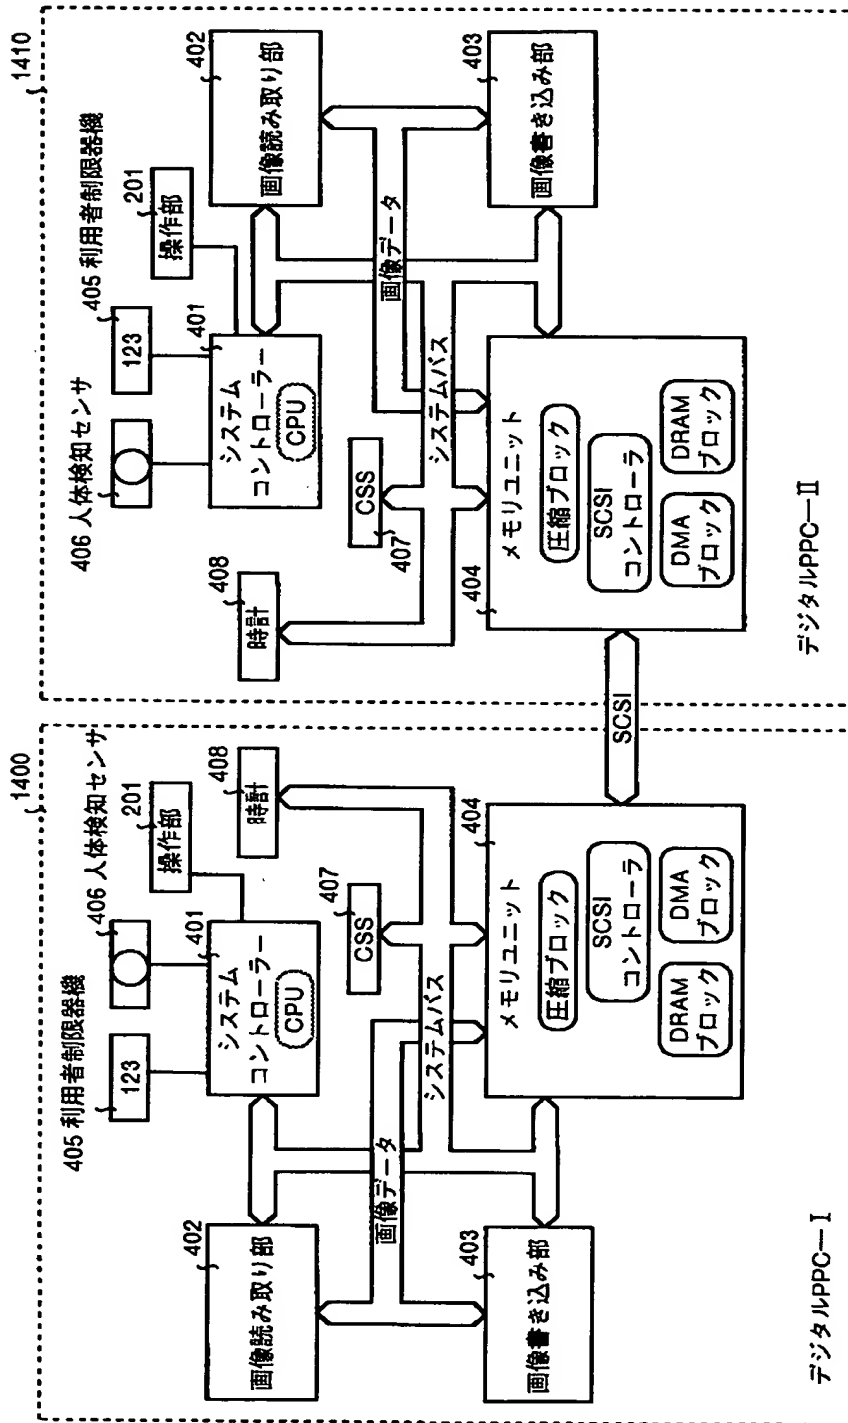 1400
405 利用者制限器機
123
406 人体検知センサ
201
操作部
401
システム
コントローラー
CPU
402
画像読み取り部
408
時計
407
CSS
画像データ
システムバス
403
画像書き込み部
404
メモリユニット
圧縮ブロック
SCSI
コントローラ
DRAM
ブロック
DMA
ブロック
デジタルPPC—I
SCSI
1410
406 人体検知センサ
405 利用者制限器機
123
201
操作部
401
システム
コントローラー
CPU
402
画像読み取り部
408
時計
407
CSS
画像データ
システムバス
403
画像書き込み部
404
メモリユニット
圧縮ブロック
SCSI
コントローラ
DMA
ブロック
DRAM
ブロック
デジタルPPC—II